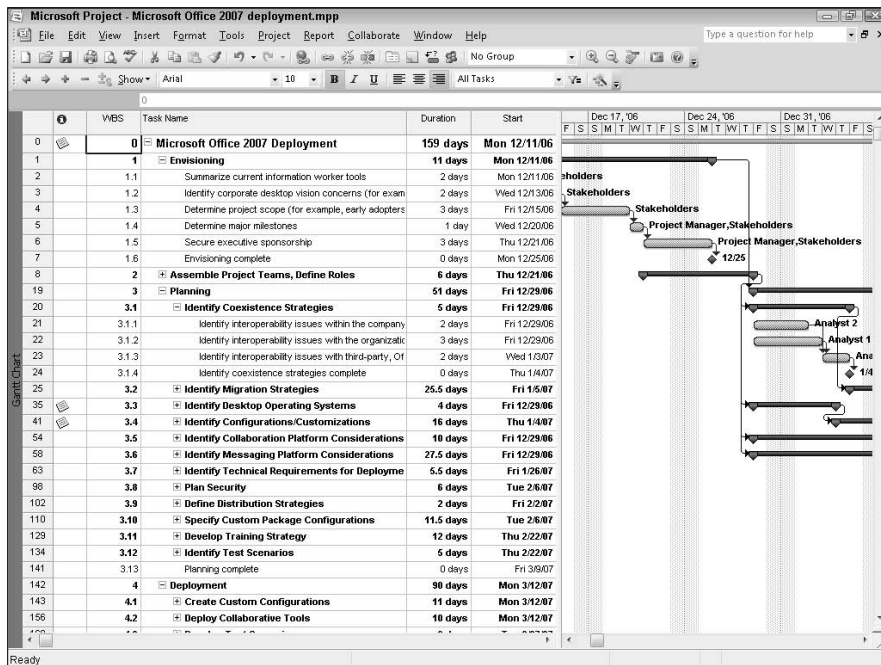 Microsoft Project - Microsoft Office 2007 deployment.mpp
File Edit View Insert Format Tools Project Report Collaborate Window Help Type a question for help
No Group
Show Arial 10 B I U All Tasks
0
WBS Task Name Duration Start Dec 17, '06 Dec 24, '06 Dec 31, '06
F S S M T W T F S S M T W T F S S M T W T F S
0 0 Microsoft Office 2007 Deployment 159 days Mon 12/11/06
1 1 Envisioning 11 days Mon 12/11/06
2 1.1 Summarize current information worker tools 2 days Mon 12/11/06 eholders
3 1.2 Identify corporate desktop vision concerns (for exam 2 days Wed 12/13/06 Stakeholders
4 1.3 Determine project scope (for example, early adopters 3 days Fri 12/15/06 Stakeholders
5 1.4 Determine major milestones 1 day Wed 12/20/06 Project Manager,Stakeholders
6 1.5 Secure executive sponsorship 3 days Thu 12/21/06 Project Manager,Stakeholders
7 1.6 Envisioning complete 0 days Mon 12/25/06 12/25
8 2 Assemble Project Teams, Define Roles 6 days Thu 12/21/06
19 3 Planning 51 days Fri 12/29/06
20 3.1 Identify Coexistence Strategies 5 days Fri 12/29/06
21 3.1.1 Identify interoperability issues within the company 2 days Fri 12/29/06 Analyst 2
22 3.1.2 Identify interoperability issues with the organizatic 3 days Fri 12/29/06 Analyst 1
23 3.1.3 Identify interoperability issues with third-party, Of 2 days Wed 1/3/07 Ana
24 3.1.4 Identify coexistence strategies complete 0 days Thu 1/4/07 1/4
25 3.2 Identify Migration Strategies 25.5 days Fri 1/5/07
35 3.3 Identify Desktop Operating Systems 4 days Fri 12/29/06
41 3.4 Identify Configurations/Customizations 16 days Thu 1/4/07
54 3.5 Identify Collaboration Platform Considerations 10 days Fri 12/29/06
58 3.6 Identify Messaging Platform Considerations 27.5 days Fri 12/29/06
63 3.7 Identify Technical Requirements for Deployme 5.5 days Fri 1/26/07
98 3.8 Plan Security 6 days Tue 2/6/07
102 3.9 Define Distribution Strategies 2 days Fri 2/2/07
110 3.10 Specify Custom Package Configurations 11.5 days Tue 2/6/07
129 3.11 Develop Training Strategy 12 days Thu 2/22/07
134 3.12 Identify Test Scenarios 5 days Thu 2/22/07
141 3.13 Planning complete 0 days Fri 3/9/07
142 4 Deployment 90 days Mon 3/12/07
143 4.1 Create Custom Configurations 11 days Mon 3/12/07
156 4.2 Deploy Collaborative Tools 10 days Mon 3/12/07
Gantt Chart
Ready